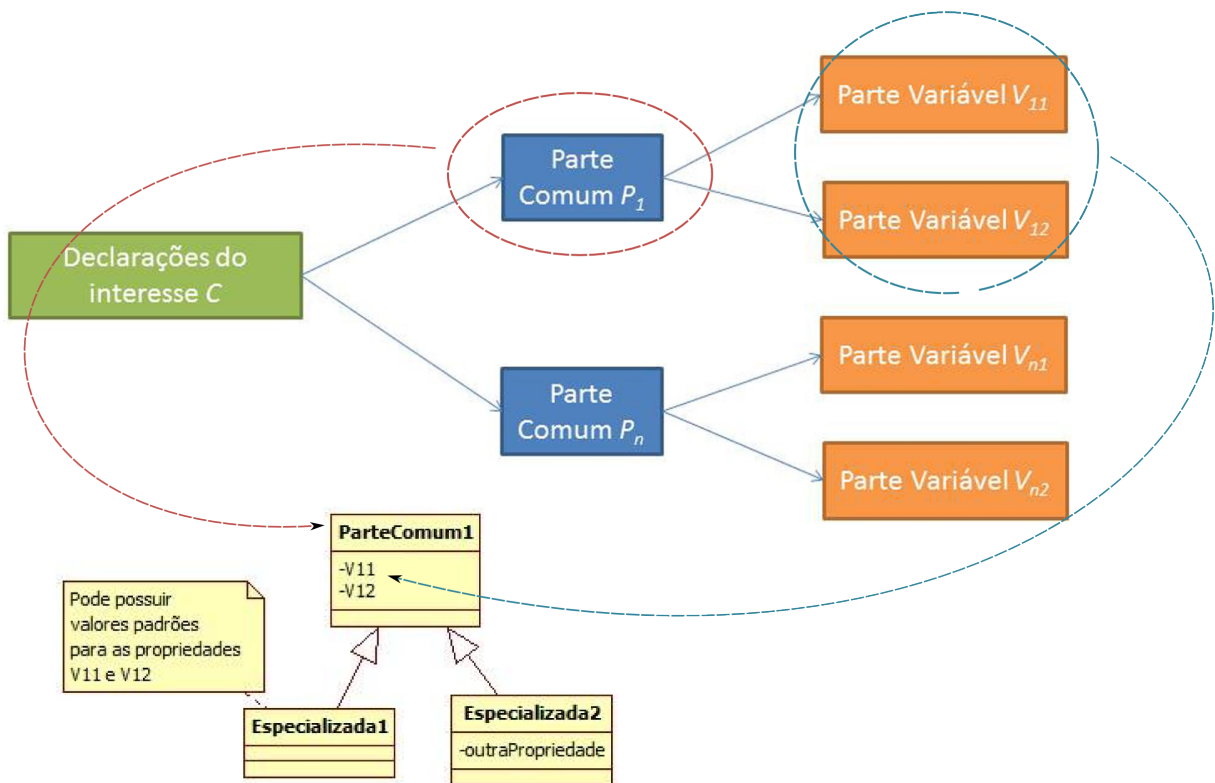 Parte Variável V11
Parte
Comum P1
Parte Variável V12
Declarações do
interesse C
Parte Variável Vn1
Parte
Comum Pn
Parte Variável Vn2
ParteComum1
-V11
-V12
Pode possuir
valores padrões
para as propriedades
V11 e V12
Especializada1
Especializada2
-outraPropriedade